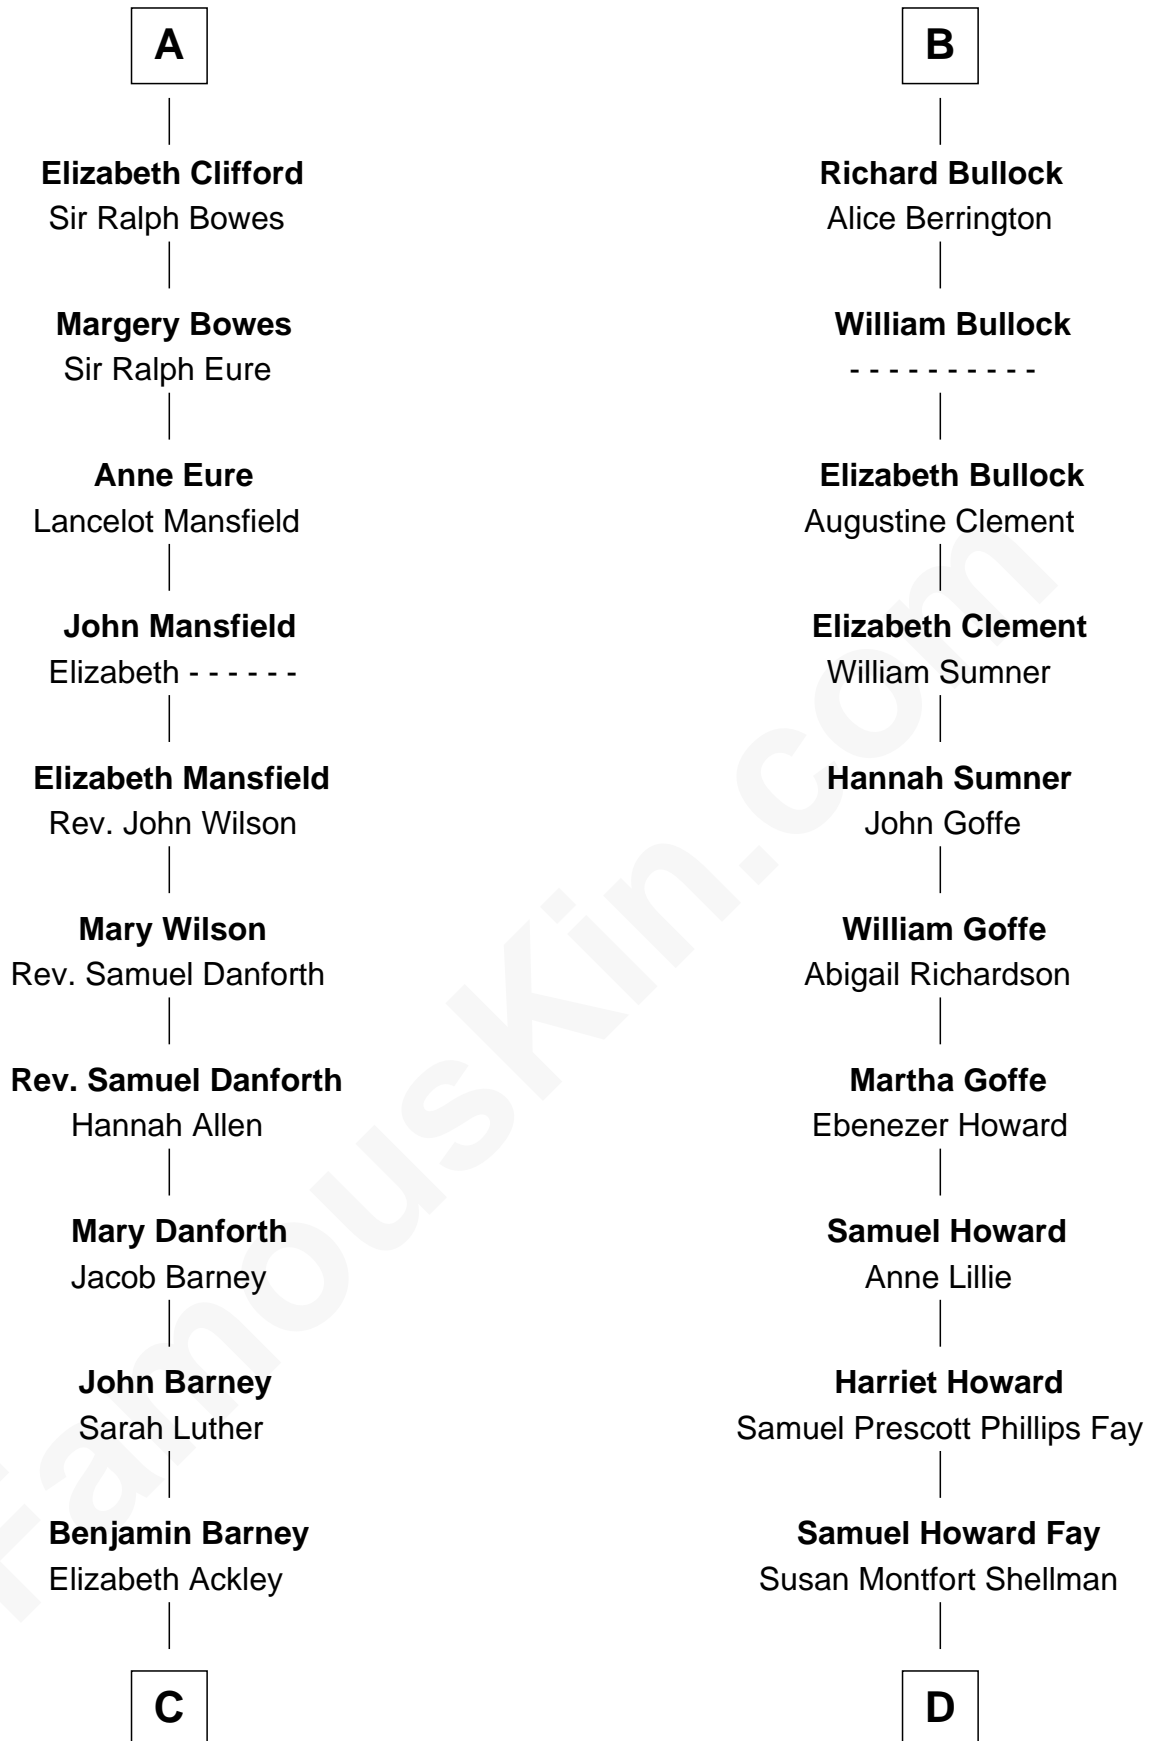 A
Elizabeth Clifford
Sir Ralph Bowes
Margery Bowes
Sir Ralph Eure
Anne Eure
Lancelot Mansfield
John Mansfield
Elizabeth - - - - - -
Elizabeth Mansfield
Rev. John Wilson
Mary Wilson
Rev. Samuel Danforth
Rev. Samuel Danforth
Hannah Allen
Mary Danforth
Jacob Barney
John Barney
Sarah Luther
Benjamin Barney
Elizabeth Ackley
C
B
Richard Bullock
Alice Berrington
William Bullock
- - - - - - - - - -
Elizabeth Bullock
Augustine Clement
Elizabeth Clement
William Sumner
Hannah Sumner
John Goffe
William Goffe
Abigail Richardson
Martha Goffe
Ebenezer Howard
Samuel Howard
Anne Lillie
Harriet Howard
Samuel Prescott Phillips Fay
Samuel Howard Fay
Susan Montfort Shellman
D
FamousKin.com